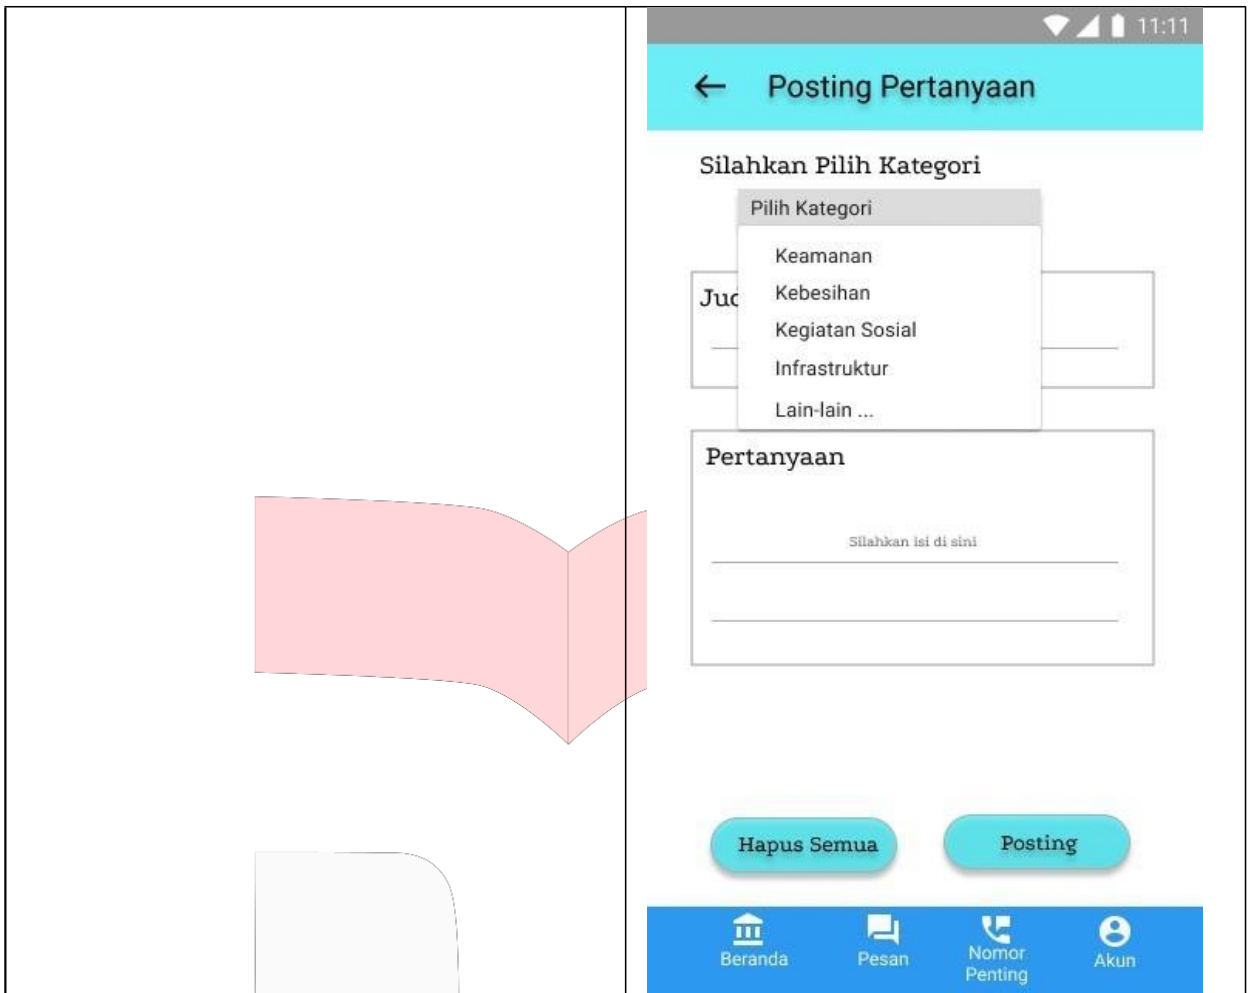 11:11
Posting Pertanyaan
Silahkan Pilih Kategori
Pilih Kategori
Keamanan
Kebesihan
Kegiatan Sosial
Infrastruktur
Lain-lain ...
Pertanyaan
Silahkan isi di sini
Hapus Semua
Posting
Beranda
Pesan
Nomor
Penting
Akun